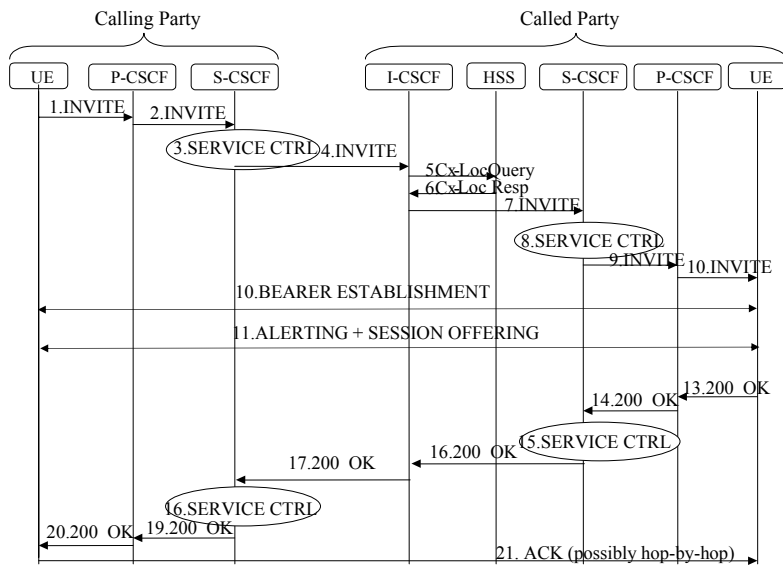 Calling Party
Called Party
UE
P-CSCF
S-CSCF
I-CSCF
HSS
S-CSCF
P-CSCF
UE
1.INVITE
2.INVITE
3.SERVICE CTRL
4.INVITE
5Cx-LocQuery
6Cx-Loc Resp
7.INVITE
8.SERVICE CTRL
9.INVITE
10.INVITE
10.BEARER ESTABLISHMENT
11.ALERTING + SESSION OFFERING
13.200 OK
14.200 OK
15.SERVICE CTRL
16.200 OK
17.200 OK
16.SERVICE CTRL
19.200 OK
20.200 OK
21. ACK (possibly hop-by-hop)